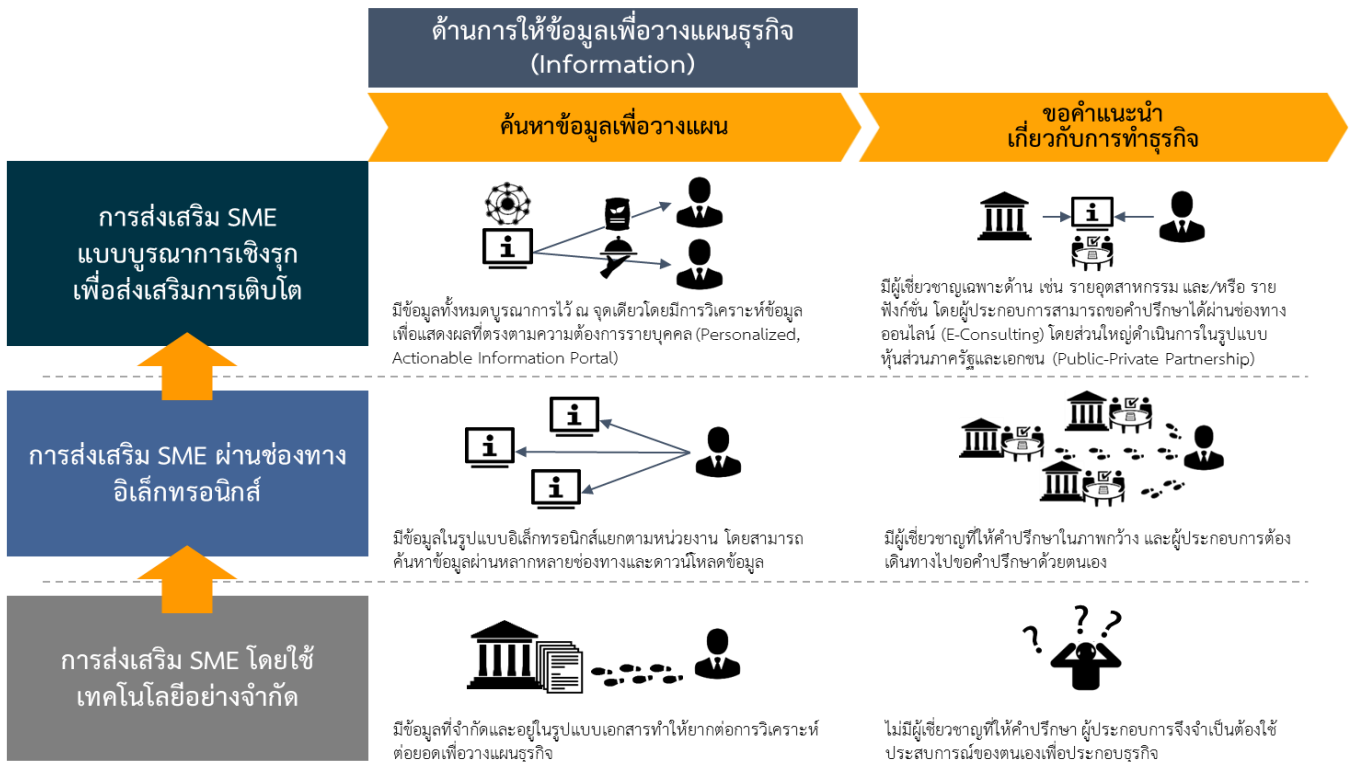 ด้านการให้ข้อมูลเพื่อวางแผนธุรกิจ
(Information)
ค้นหาข้อมูลเพื่อวางแผน
ขอคำแนะนำ
เกี่ยวกับการทำธุรกิจ
การส่งเสริม SME
แบบบูรณาการเชิงรุก
เพื่อส่งเสริมการเติบโต
มีข้อมูลทั้งหมดบูรณาการไว้ ณ จุดเดียวโดยมีการวิเคราะห์ข้อมูล
เพื่อแสดงผลที่ตรงตามความต้องการรายบุคคล (Personalized,
Actionable Information Portal)
มีผู้เชี่ยวชาญเฉพาะด้าน เช่น รายอุตสาหกรรม และ/หรือ ราย
ฟังก์ชั่น โดยผู้ประกอบการสามารถขอคำปรึกษาได้ผ่านช่องทาง
ออนไลน์ (E-Consulting) โดยส่วนใหญ่ดำเนินการในรูปแบบ
หุ้นส่วนภาครัฐและเอกชน (Public-Private Partnership)
การส่งเสริม SME ผ่านช่องทาง
อิเล็กทรอนิกส์
มีข้อมูลในรูปแบบอิเล็กทรอนิกส์แยกตามหน่วยงาน โดยสามารถ
ค้นหาข้อมูลผ่านหลากหลายช่องทางและดาวน์โหลดข้อมูล
มีผู้เชี่ยวชาญที่ให้คำปรึกษาในภาพกว้าง และผู้ประกอบการต้อง
เดินทางไปขอคำปรึกษาด้วยตนเอง
การส่งเสริม SME โดยใช้
เทคโนโลยีอย่างจำกัด
มีข้อมูลที่จำกัดและอยู่ในรูปแบบเอกสารทำให้ยากต่อการวิเคราะห์
ต่อยอดเพื่อวางแผนธุรกิจ
ไม่มีผู้เชี่ยวชาญที่ให้คำปรึกษา ผู้ประกอบการจึงจำเป็นต้องใช้
ประสบการณ์ของตนเองเพื่อประกอบธุรกิจ